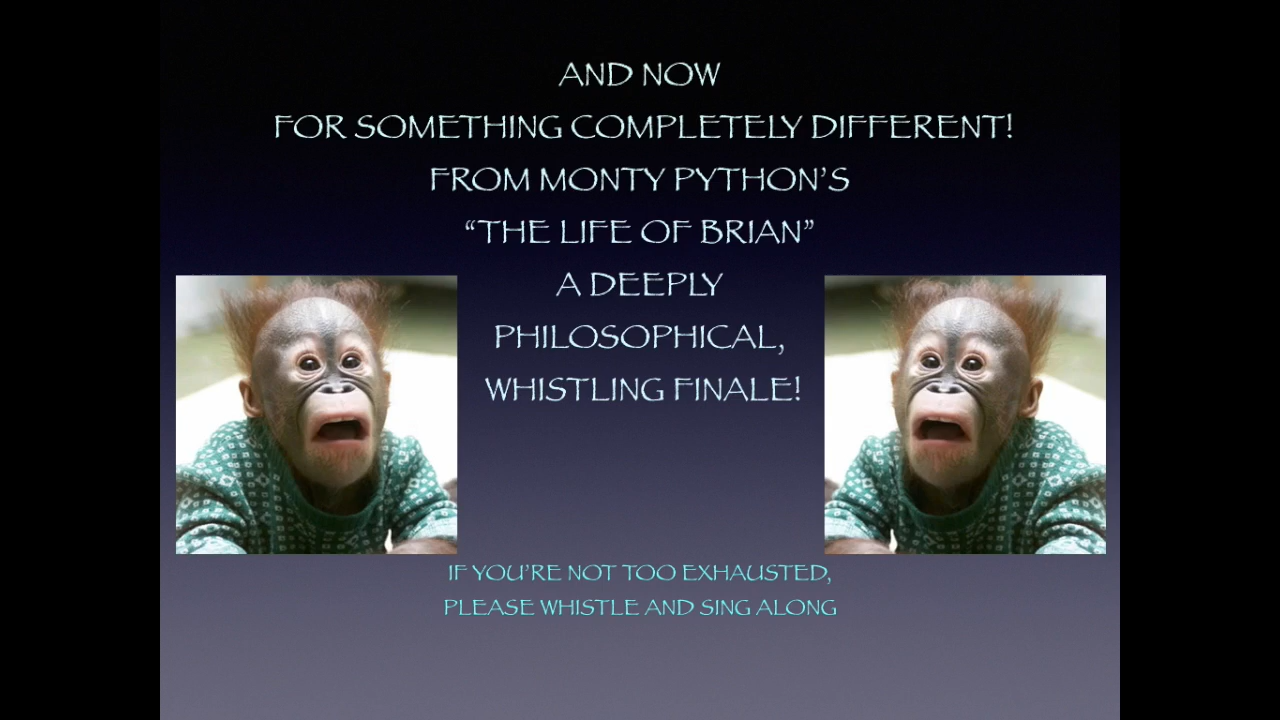 AND NOW
FOR SOMETHING COMPLETELY DIFFERENT!
FROM MONTY PYTHON’S
“THE LIFE OF BRIAN”
A DEEPLY
PHILOSOPHICAL,
WHISTLING FINALE!
IF YOU’RE NOT TOO EXHAUSTED,
PLEASE WHISTLE AND SING ALONG